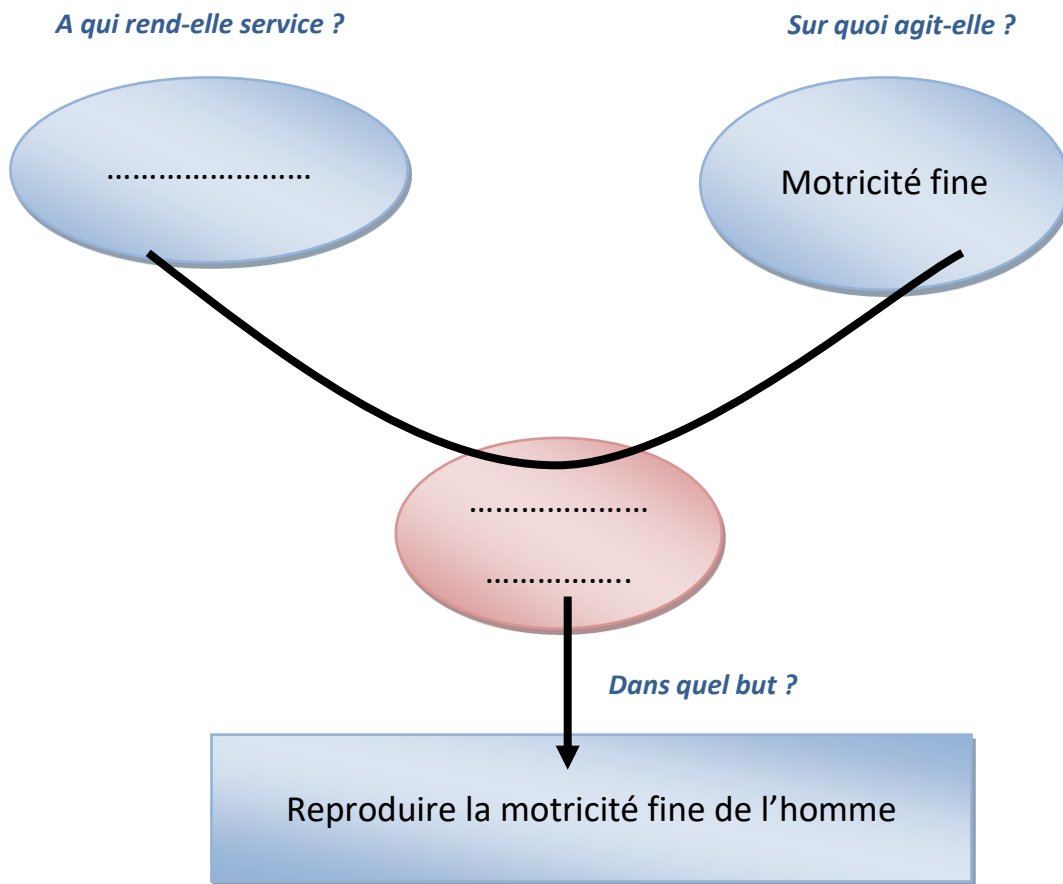 A qui rend-elle service ?
Sur quoi agit-elle ?
……………………
Motricité fine
…………………
……………..
Dans quel but ?
Reproduire la motricité fine de l’homme